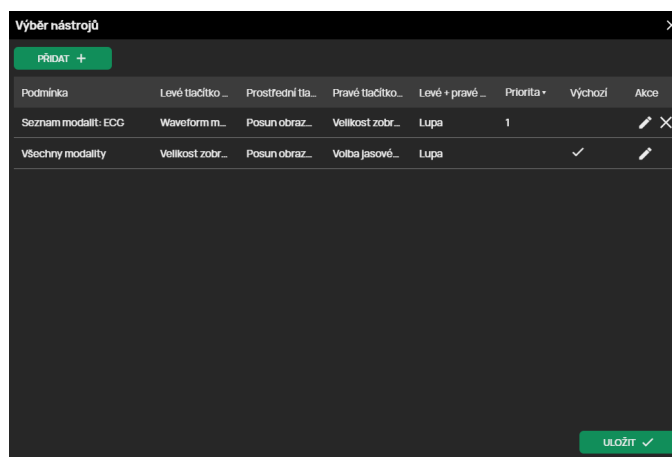 Výběr nástrojů
PŘIDAT +
Podmínka Levé tlačítko ... Prostřední tla... Pravé tlačítko... Levé + pravé ... Priorita Výchozí Akce
Seznam modalit: ECG Waveform m... Posun obraz... Velikost zobr... Lupa 1
Všechny modality Velikost zobr... Posun obraz... Volba jasové... Lupa
ULOŽIT